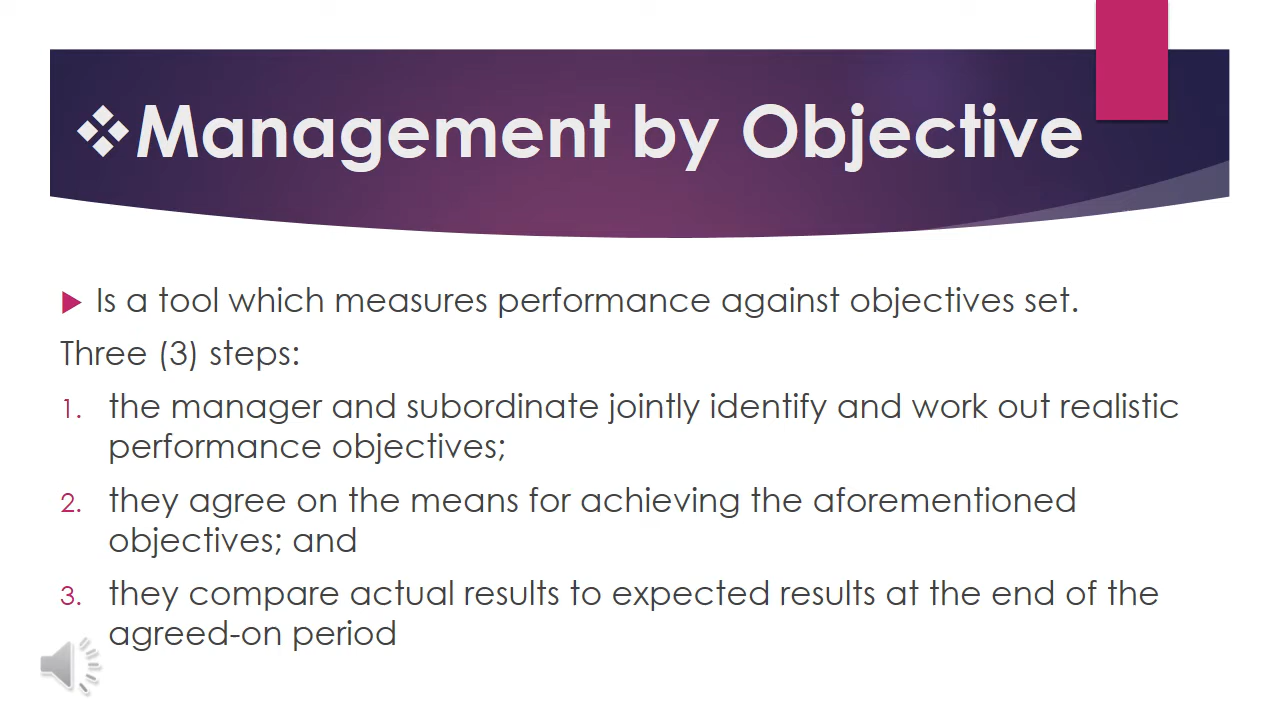 ❖Management by Objective
▶ Is a tool which measures performance against objectives set.
Three (3) steps:
1. the manager and subordinate jointly identify and work out realistic
performance objectives;
2. they agree on the means for achieving the aforementioned
objectives; and
3. they compare actual results to expected results at the end of the
agreed-on period